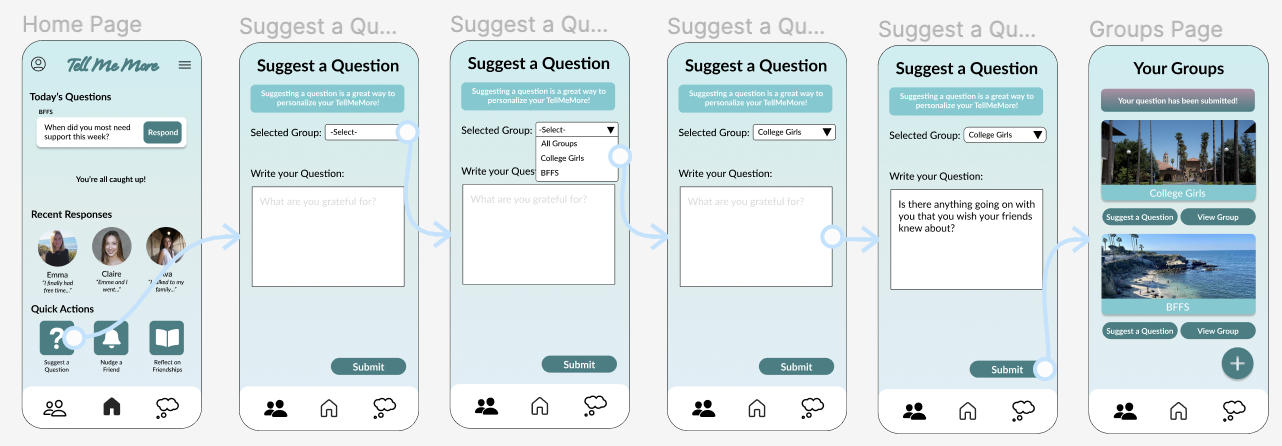 Home Page
Tell Me More
Today's Questions
BFFS
When did you most need
support this week?
Respond
You're all caught up!
Recent Responses
Emma
"I finally had
free time..."
Claire
"Emme and I
went..."
"I talked to my
family..."
Quick Actions
Suggest a
Question
Nudge a
Friend
Reflect on
Friendships
Suggest a Qu...
Suggest a Question
Suggesting a question is a great way to
personalize your TellMeMore!
Selected Group:
-Select-
Write your Question:
What are you grateful for?
Submit
Suggest a Qu...
Suggest a Question
Suggesting a question is a great way to
personalize your TellMeMore!
Selected Group:
-Select-
All Groups
College Girls
BFFS
Write your Ques
What are you grateful for?
Submit
Suggest a Qu...
Suggest a Question
Suggesting a question is a great way to
personalize your TellMeMore!
Selected Group:
College Girls
Write your Question:
What are you grateful for?
Submit
Suggest a Qu...
Suggest a Question
Suggesting a question is a great way to
personalize your TellMeMore!
Selected Group:
College Girls
Write your Question:
Is there anything going on with
you that you wish your friends
knew about?
Submit
Groups Page
Your Groups
Your question has been submitted!
College Girls
Suggest a Question
View Group
BFFS
Suggest a Question
View Group